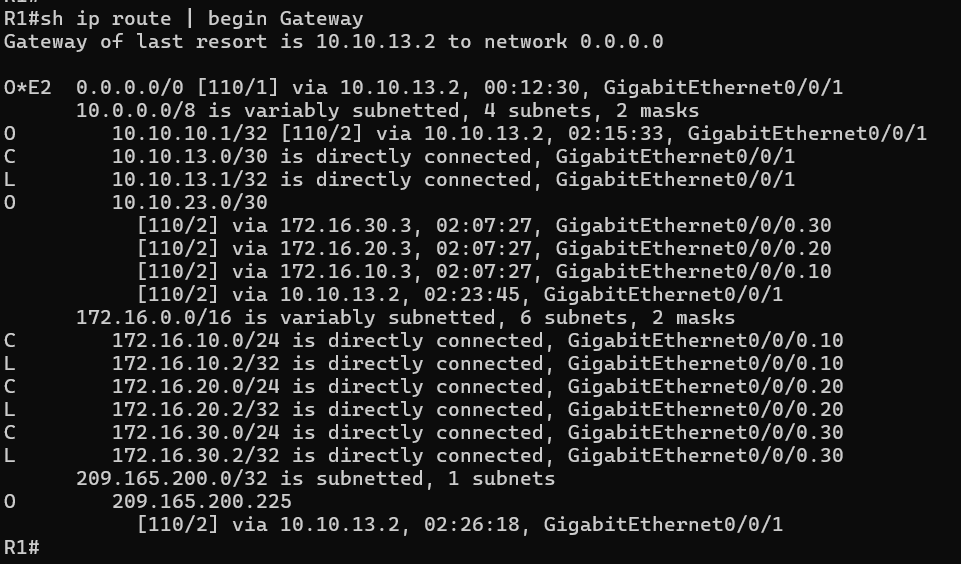 R1#sh ip route | begin Gateway
Gateway of last resort is 10.10.13.2 to network 0.0.0.0

O*E2  0.0.0.0/0 [110/1] via 10.10.13.2, 00:12:30, GigabitEthernet0/0/1
      10.0.0.0/8 is variably subnetted, 4 subnets, 2 masks
O        10.10.10.1/32 [110/2] via 10.10.13.2, 02:15:33, GigabitEthernet0/0/1
C        10.10.13.0/30 is directly connected, GigabitEthernet0/0/1
L        10.10.13.1/32 is directly connected, GigabitEthernet0/0/1
O        10.10.23.0/30
           [110/2] via 172.16.30.3, 02:07:27, GigabitEthernet0/0/0.30
           [110/2] via 172.16.20.3, 02:07:27, GigabitEthernet0/0/0.20
           [110/2] via 172.16.10.3, 02:07:27, GigabitEthernet0/0/0.10
           [110/2] via 10.10.13.2, 02:23:45, GigabitEthernet0/0/1
      172.16.0.0/16 is variably subnetted, 6 subnets, 2 masks
C        172.16.10.0/24 is directly connected, GigabitEthernet0/0/0.10
L        172.16.10.2/32 is directly connected, GigabitEthernet0/0/0.10
C        172.16.20.0/24 is directly connected, GigabitEthernet0/0/0.20
L        172.16.20.2/32 is directly connected, GigabitEthernet0/0/0.20
C        172.16.30.0/24 is directly connected, GigabitEthernet0/0/0.30
L        172.16.30.2/32 is directly connected, GigabitEthernet0/0/0.30
      209.165.200.0/32 is subnetted, 1 subnets
O        209.165.200.225
           [110/2] via 10.10.13.2, 02:26:18, GigabitEthernet0/0/1
R1#